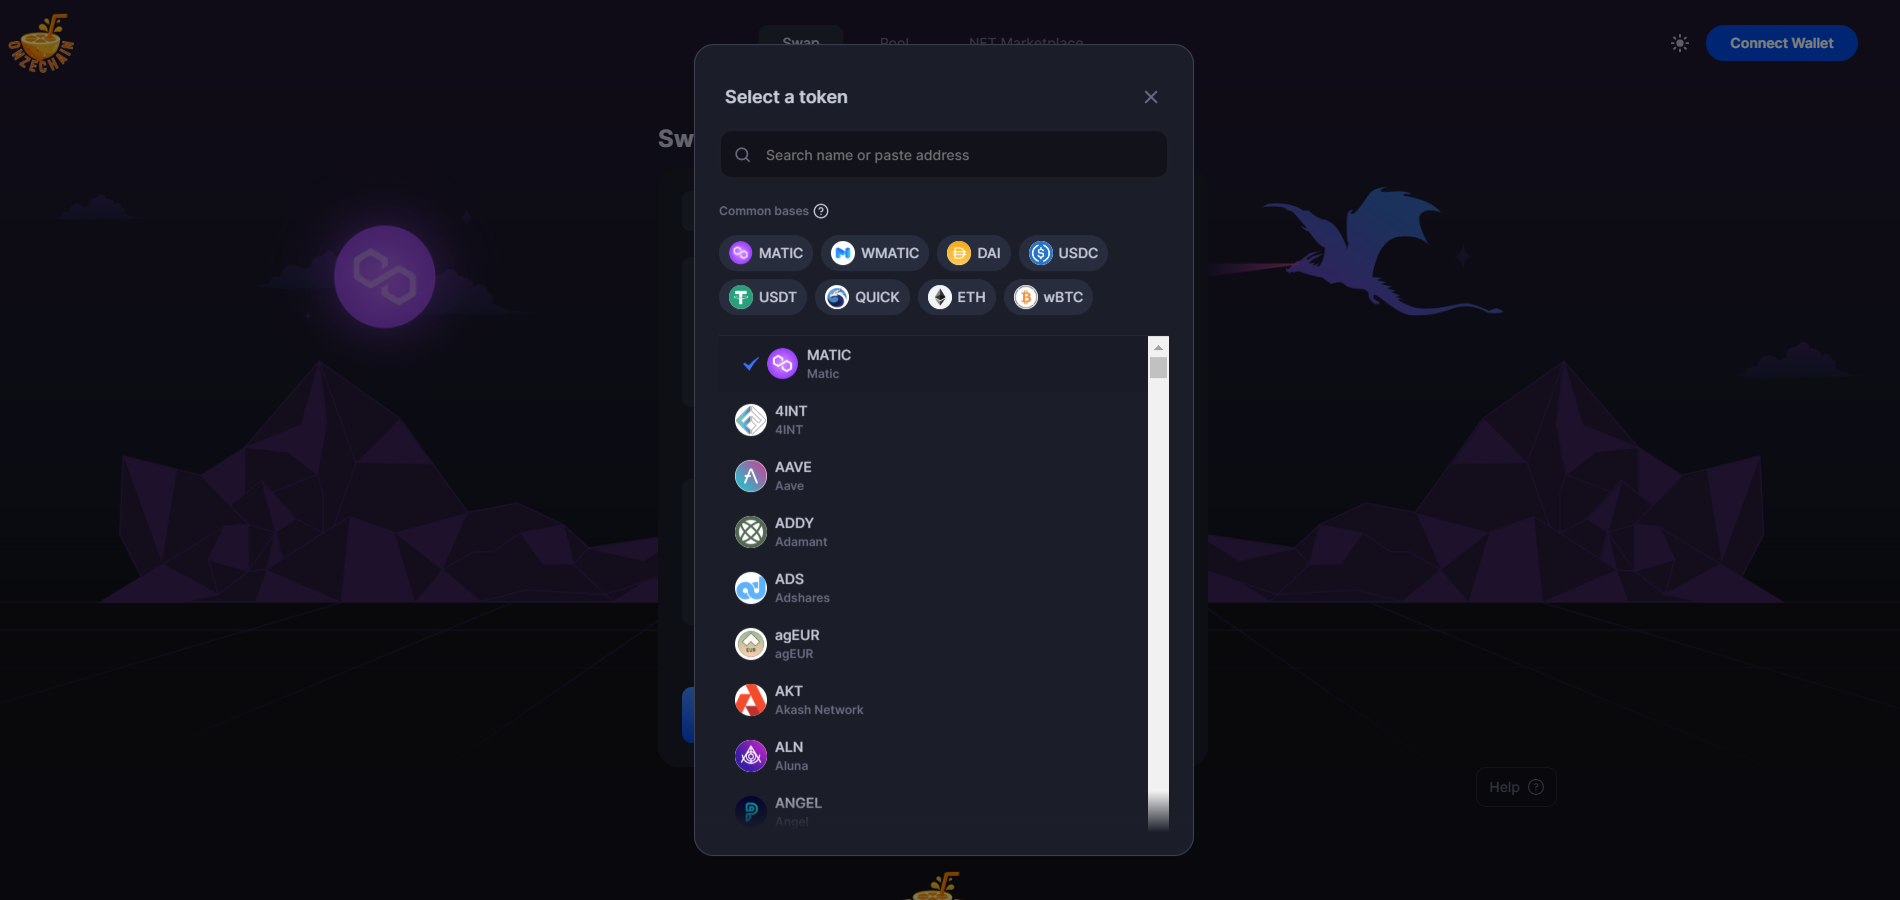 ONZECHAIN
Swap
Pool
NFT Marketplace
Connect Wallet
Select a token
Sw
Search name or paste address
Common bases
MATIC
WMATIC
DAI
USDC
USDT
QUICK
ETH
wBTC
MATIC
Matic
4INT
4INT
AAVE
Aave
ADDY
Adamant
ADS
Adshares
agEUR
agEUR
EUR
AKT
Akash Network
ALN
Aluna
ANGEL
Angel
Help